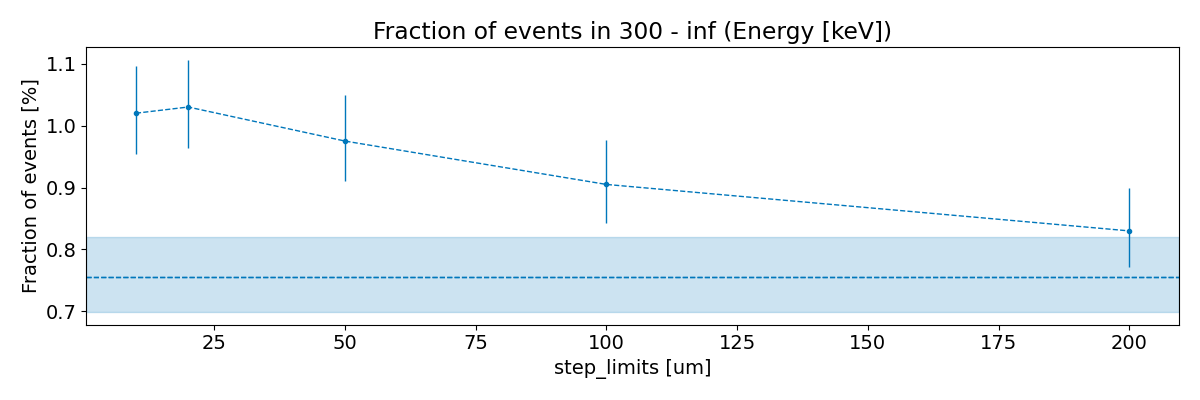 Fraction of events in 300 - inf (Energy [keV])
Fraction of events [%]
1.1
1.0
0.9
0.8
0.7
25 50 75 100 125 150 175 200
step_limits [um]